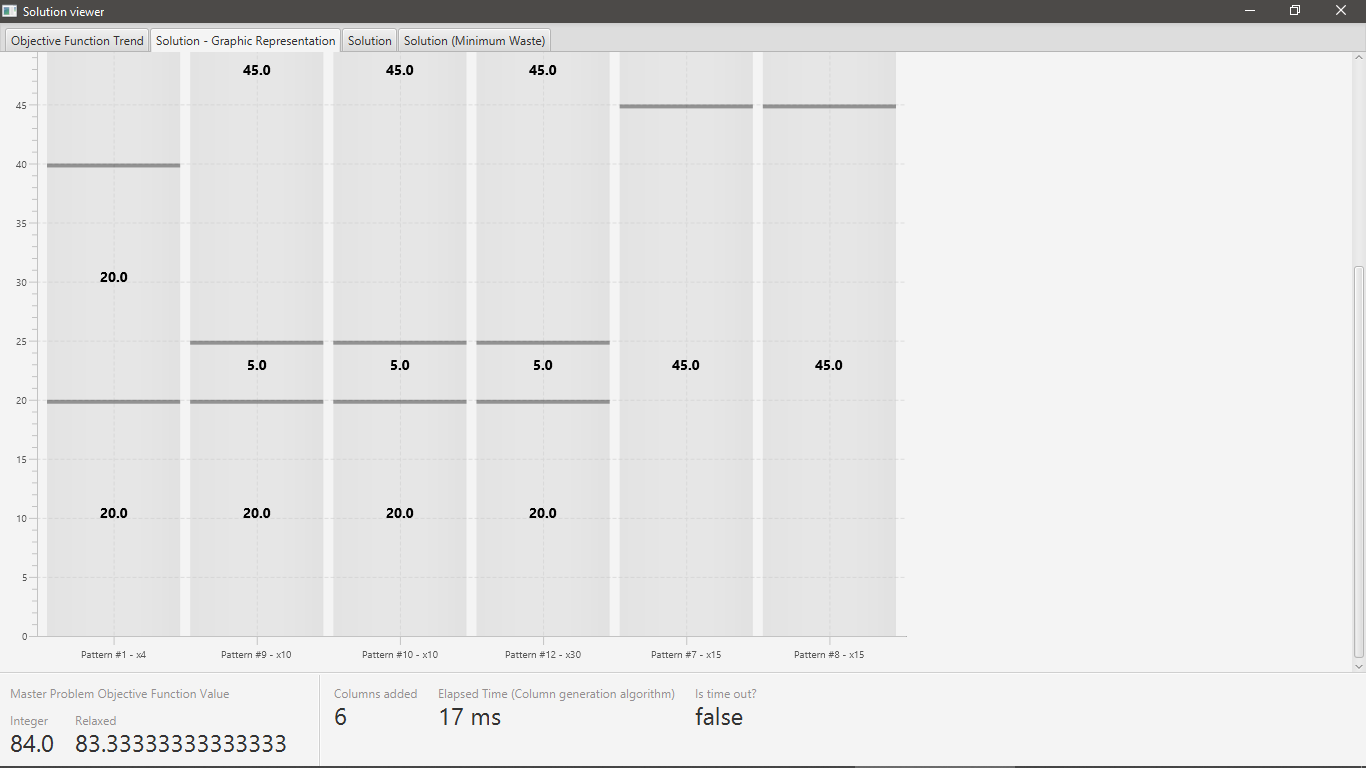 Solution viewer
Objective Function Trend Solution - Graphic Representation Solution Solution (Minimum Waste)
45.0 45.0 45.0
45
40
35
20.0
30
25
5.0 5.0 5.0 45.0 45.0
20
15
20.0 20.0 20.0 20.0
10
5
0
Pattern #1 - x4 Pattern #9 - x10 Pattern #10 - x10 Pattern #12 - x30 Pattern #7 - x15 Pattern #8 - x15
Master Problem Objective Function Value
Integer Relaxed
84.0 83.33333333333333
Columns added Elapsed Time (Column generation algorithm) Is time out?
6 17 ms false